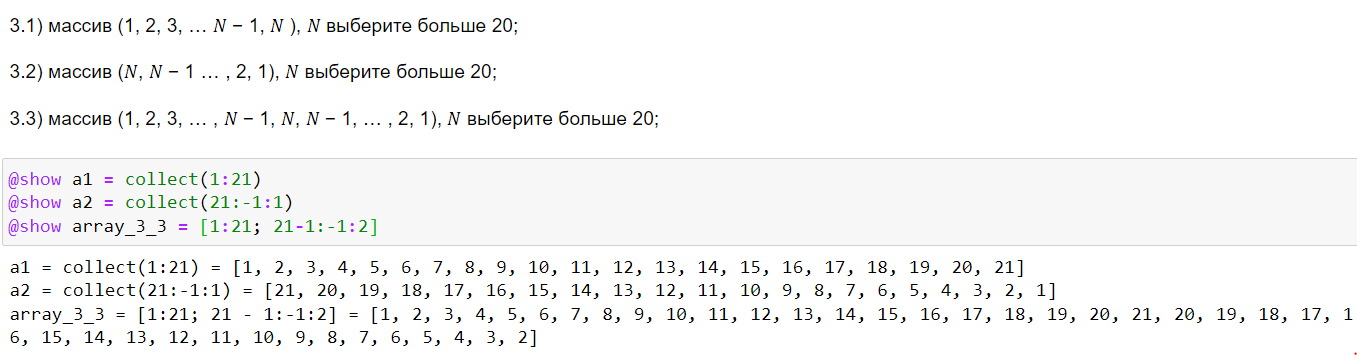 3.1) массив (1, 2, 3, … N − 1, N ), N выберите больше 20;
3.2) массив (N, N − 1 … , 2, 1), N выберите больше 20;
3.3) массив (1, 2, 3, … , N − 1, N, N − 1, … , 2, 1), N выберите больше 20;
@show a1 = collect(1:21)
@show a2 = collect(21:-1:1)
@show array_3_3 = [1:21; 21-1:-1:2]
a1 = collect(1:21) = [1, 2, 3, 4, 5, 6, 7, 8, 9, 10, 11, 12, 13, 14, 15, 16, 17, 18, 19, 20, 21]
a2 = collect(21:-1:1) = [21, 20, 19, 18, 17, 16, 15, 14, 13, 12, 11, 10, 9, 8, 7, 6, 5, 4, 3, 2, 1]
array_3_3 = [1:21; 21 - 1:-1:2] = [1, 2, 3, 4, 5, 6, 7, 8, 9, 10, 11, 12, 13, 14, 15, 16, 17, 18, 19, 20, 21, 20, 19, 18, 17, 1
6, 15, 14, 13, 12, 11, 10, 9, 8, 7, 6, 5, 4, 3, 2]